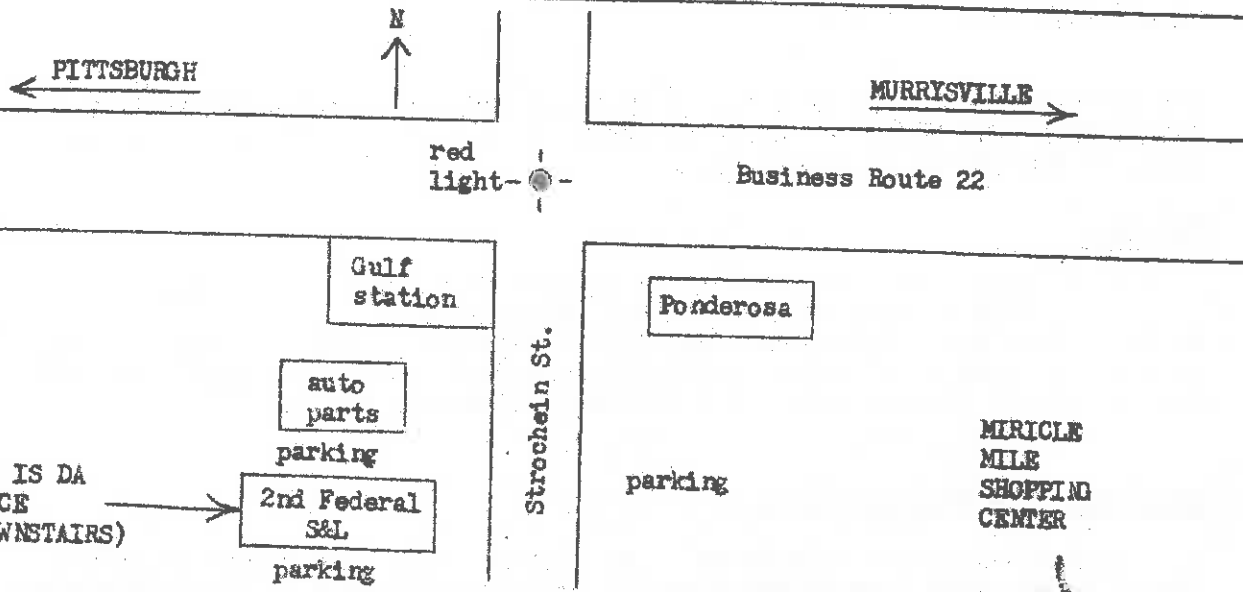 N
PITTSBURGH
MURRYSVILLE
red
light
Business Route 22
Gulf
station
Ponderosa
Strochein St.
auto
parts
parking
MIRICLE
MILE
SHOPPING
CENTER
parking
IS DA
CE
WNSTAIRS)
2nd Federal
S&L
parking